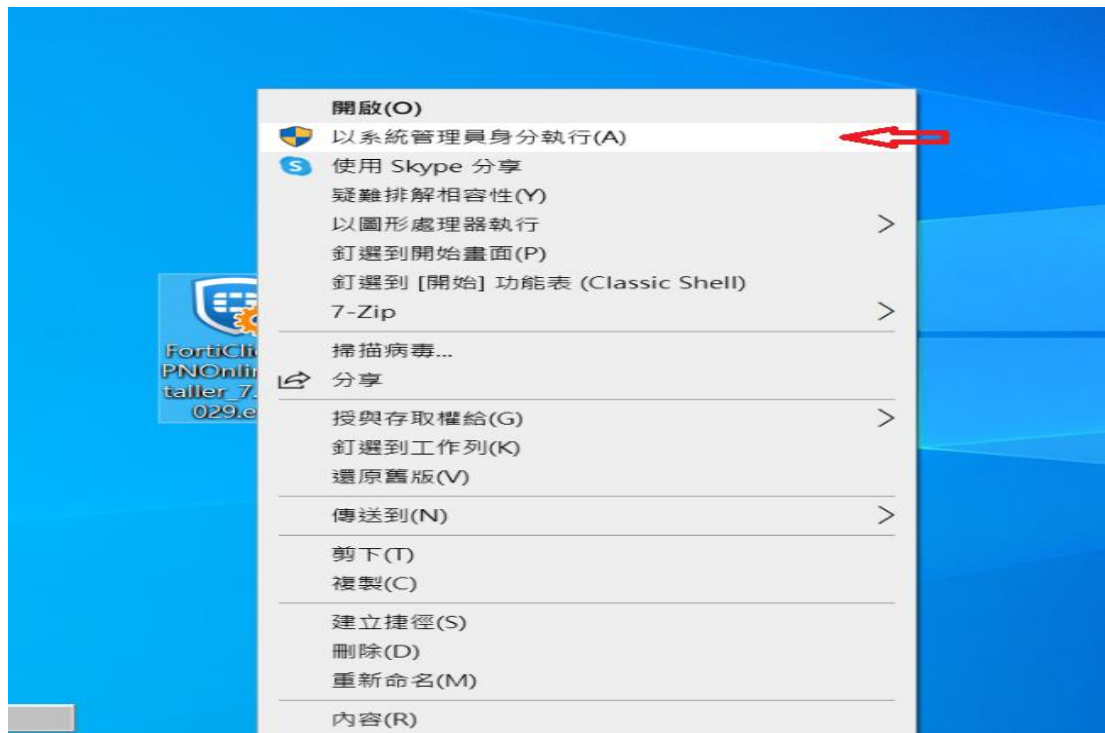 開啟(O)
以系統管理員身分執行(A)
使用 Skype 分享
疑難排解相容性(Y)
以圖形處理器執行
釘選到開始畫面(P)
釘選到 [開始] 功能表 (Classic Shell)
7-Zip
FortiCli
PNOnlin
taller_7.
029.e
掃描病毒...
分享
授與存取權給(G)
釘選到工作列(K)
還原舊版(V)
傳送到(N)
剪下(T)
複製(C)
建立捷徑(S)
刪除(D)
重新命名(M)
內容(R)